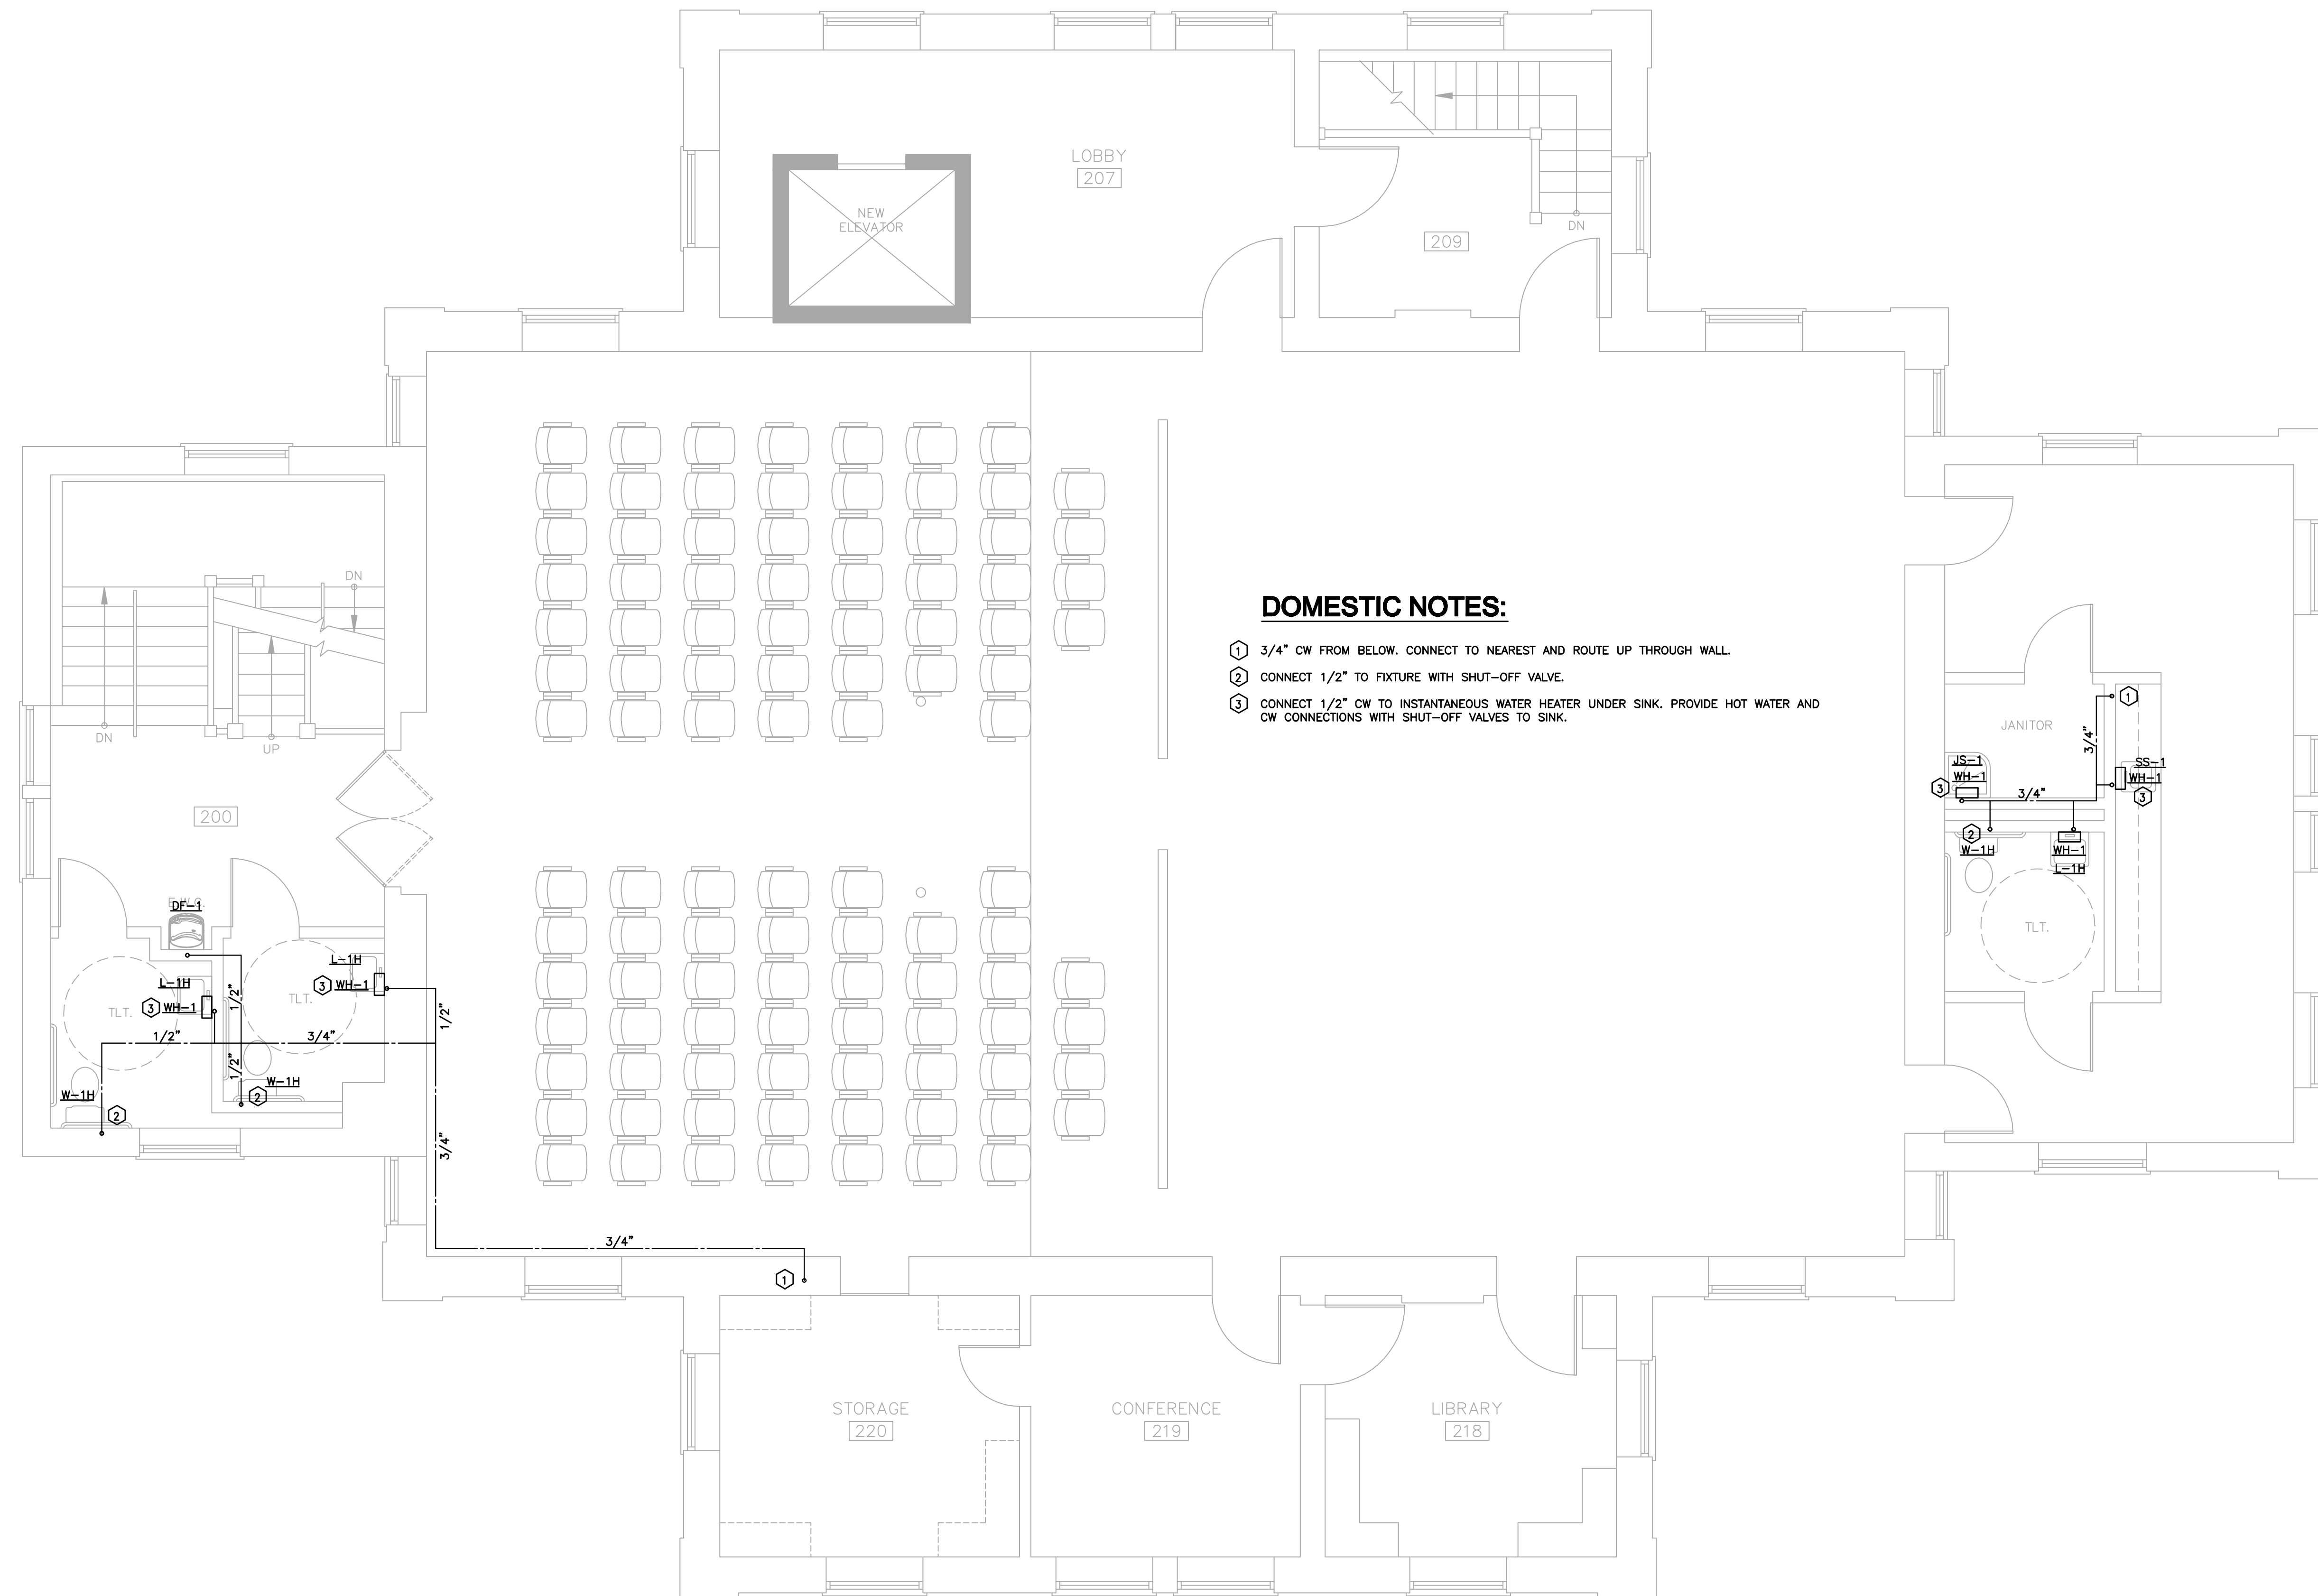 LOBBY
207
NEW
ELEVATOR
DN
209
DN
DOMESTIC NOTES:
1 3/4" CW FROM BELOW. CONNECT TO NEAREST AND ROUTE UP THROUGH WALL.
2 CONNECT 1/2" TO FIXTURE WITH SHUT-OFF VALVE.
3 CONNECT 1/2" CW TO INSTANTANEOUS WATER HEATER UNDER SINK. PROVIDE HOT WATER AND
CW CONNECTIONS WITH SHUT-OFF VALVES TO SINK.
DN
UP
200
DF-1
L-1H
3 WH-1
TLT.
1/2"
L-1H
3 WH-1
TLT.
1/2"
1/2"
3/4"
1/2"
W-1H
2
W-1H
2
3/4"
3/4"
1
1
JANITOR
3/4"
JS-1
WH-1
3
3/4"
SS-1
WH-1
3
2
W-1H
WH-1
L-1H
TLT.
STORAGE
220
CONFERENCE
219
LIBRARY
218